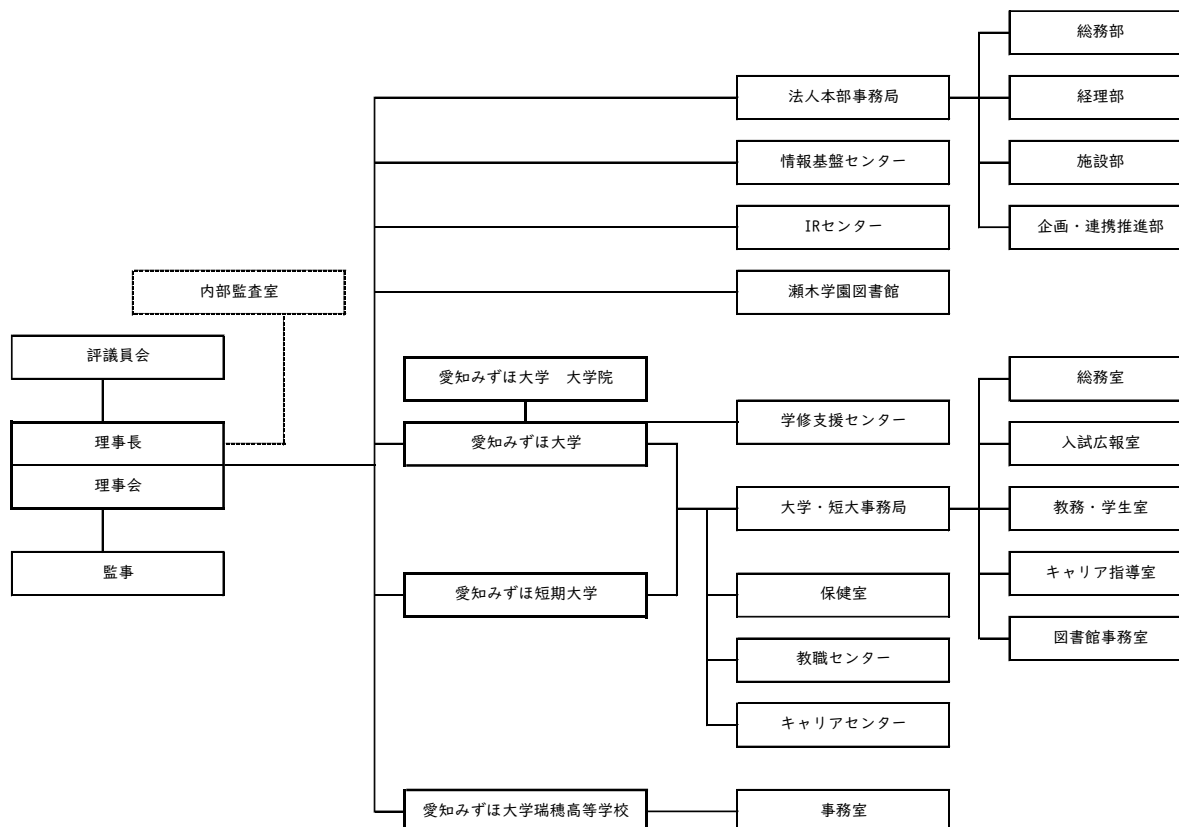 総務部
法人本部事務局
経理部
情報基盤センター
施設部
IRセンター
企画・連携推進部
内部監査室
瀬木学園図書館
評議員会
愛知みずほ大学　大学院
総務室
学修支援センター
理事長
愛知みずほ大学
入試広報室
理事会
大学・短大事務局
教務・学生室
監事
愛知みずほ短期大学
保健室
キャリア指導室
教職センター
図書館事務室
キャリアセンター
愛知みずほ大学瑞穂高等学校
事務室